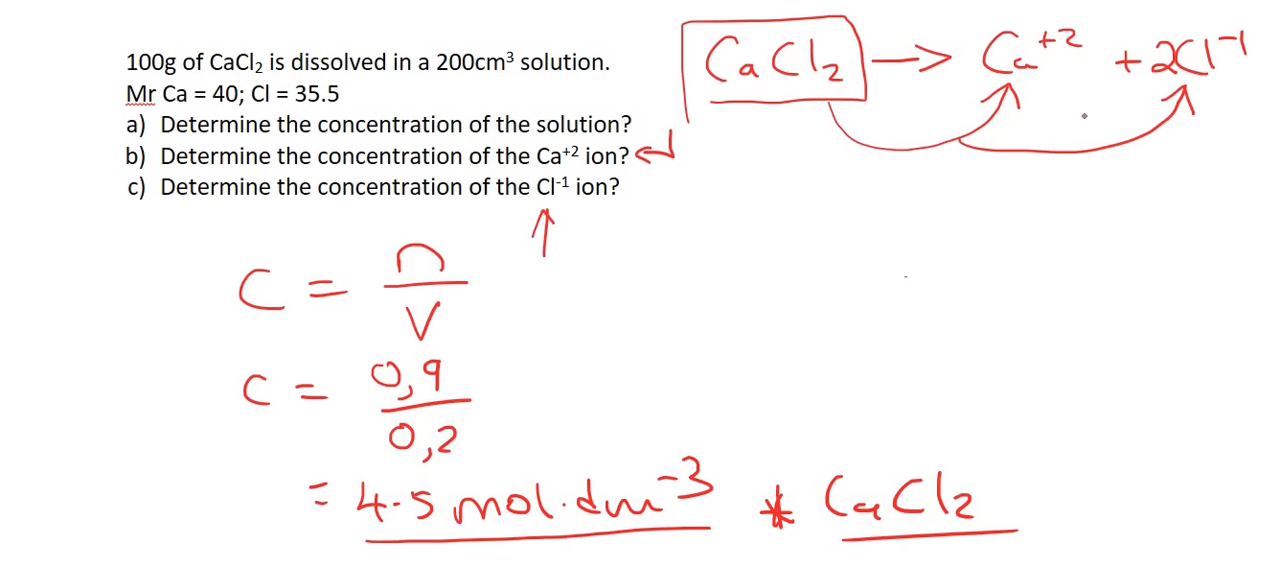 100g of CaCl₂ is dissolved in a 200cm³ solution.
Mr Ca = 40; Cl = 35.5
a) Determine the concentration of the solution?
b) Determine the concentration of the Ca⁺² ion?
c) Determine the concentration of the Cl⁻¹ ion?
CaCl₂ → Ca⁺² + 2Cl⁻¹
C = n/V
C = 0,9/0,2
= 4.5 mol.dm⁻³ * CaCl₂